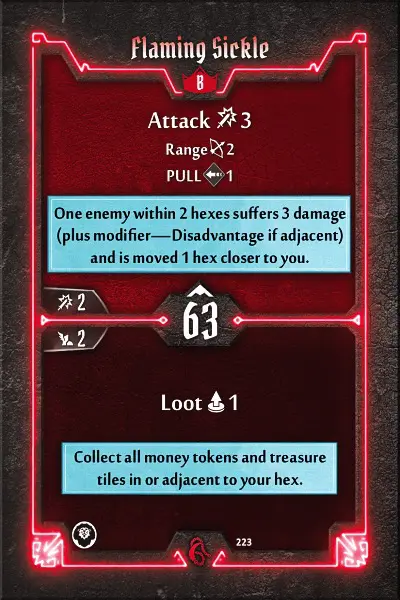 Flaming Sickle
B
Attack 3
Range 2
PULL 1
One enemy within 2 hexes suffers 3 damage
(plus modifier—Disadvantage if adjacent)
and is moved 1 hex closer to you.
2
63
2
Loot 1
Collect all money tokens and treasure
tiles in or adjacent to your hex.
223